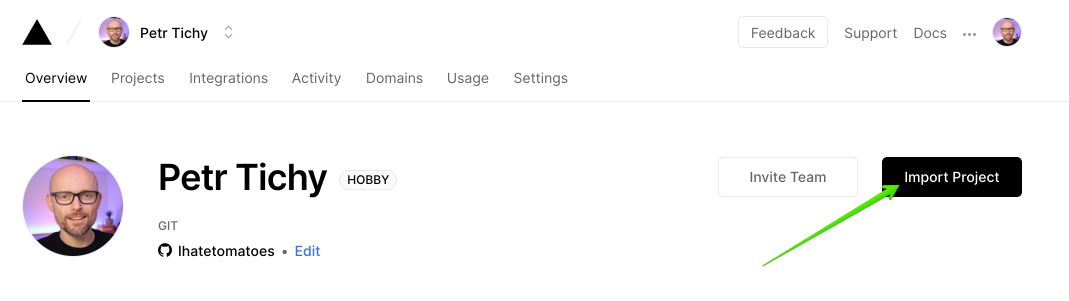 Petr Tichy Feedback Support Docs ...
Overview Projects Integrations Activity Domains Usage Settings
Petr Tichy HOBBY Invite Team Import Project
GIT
Ihatetomatoes • Edit